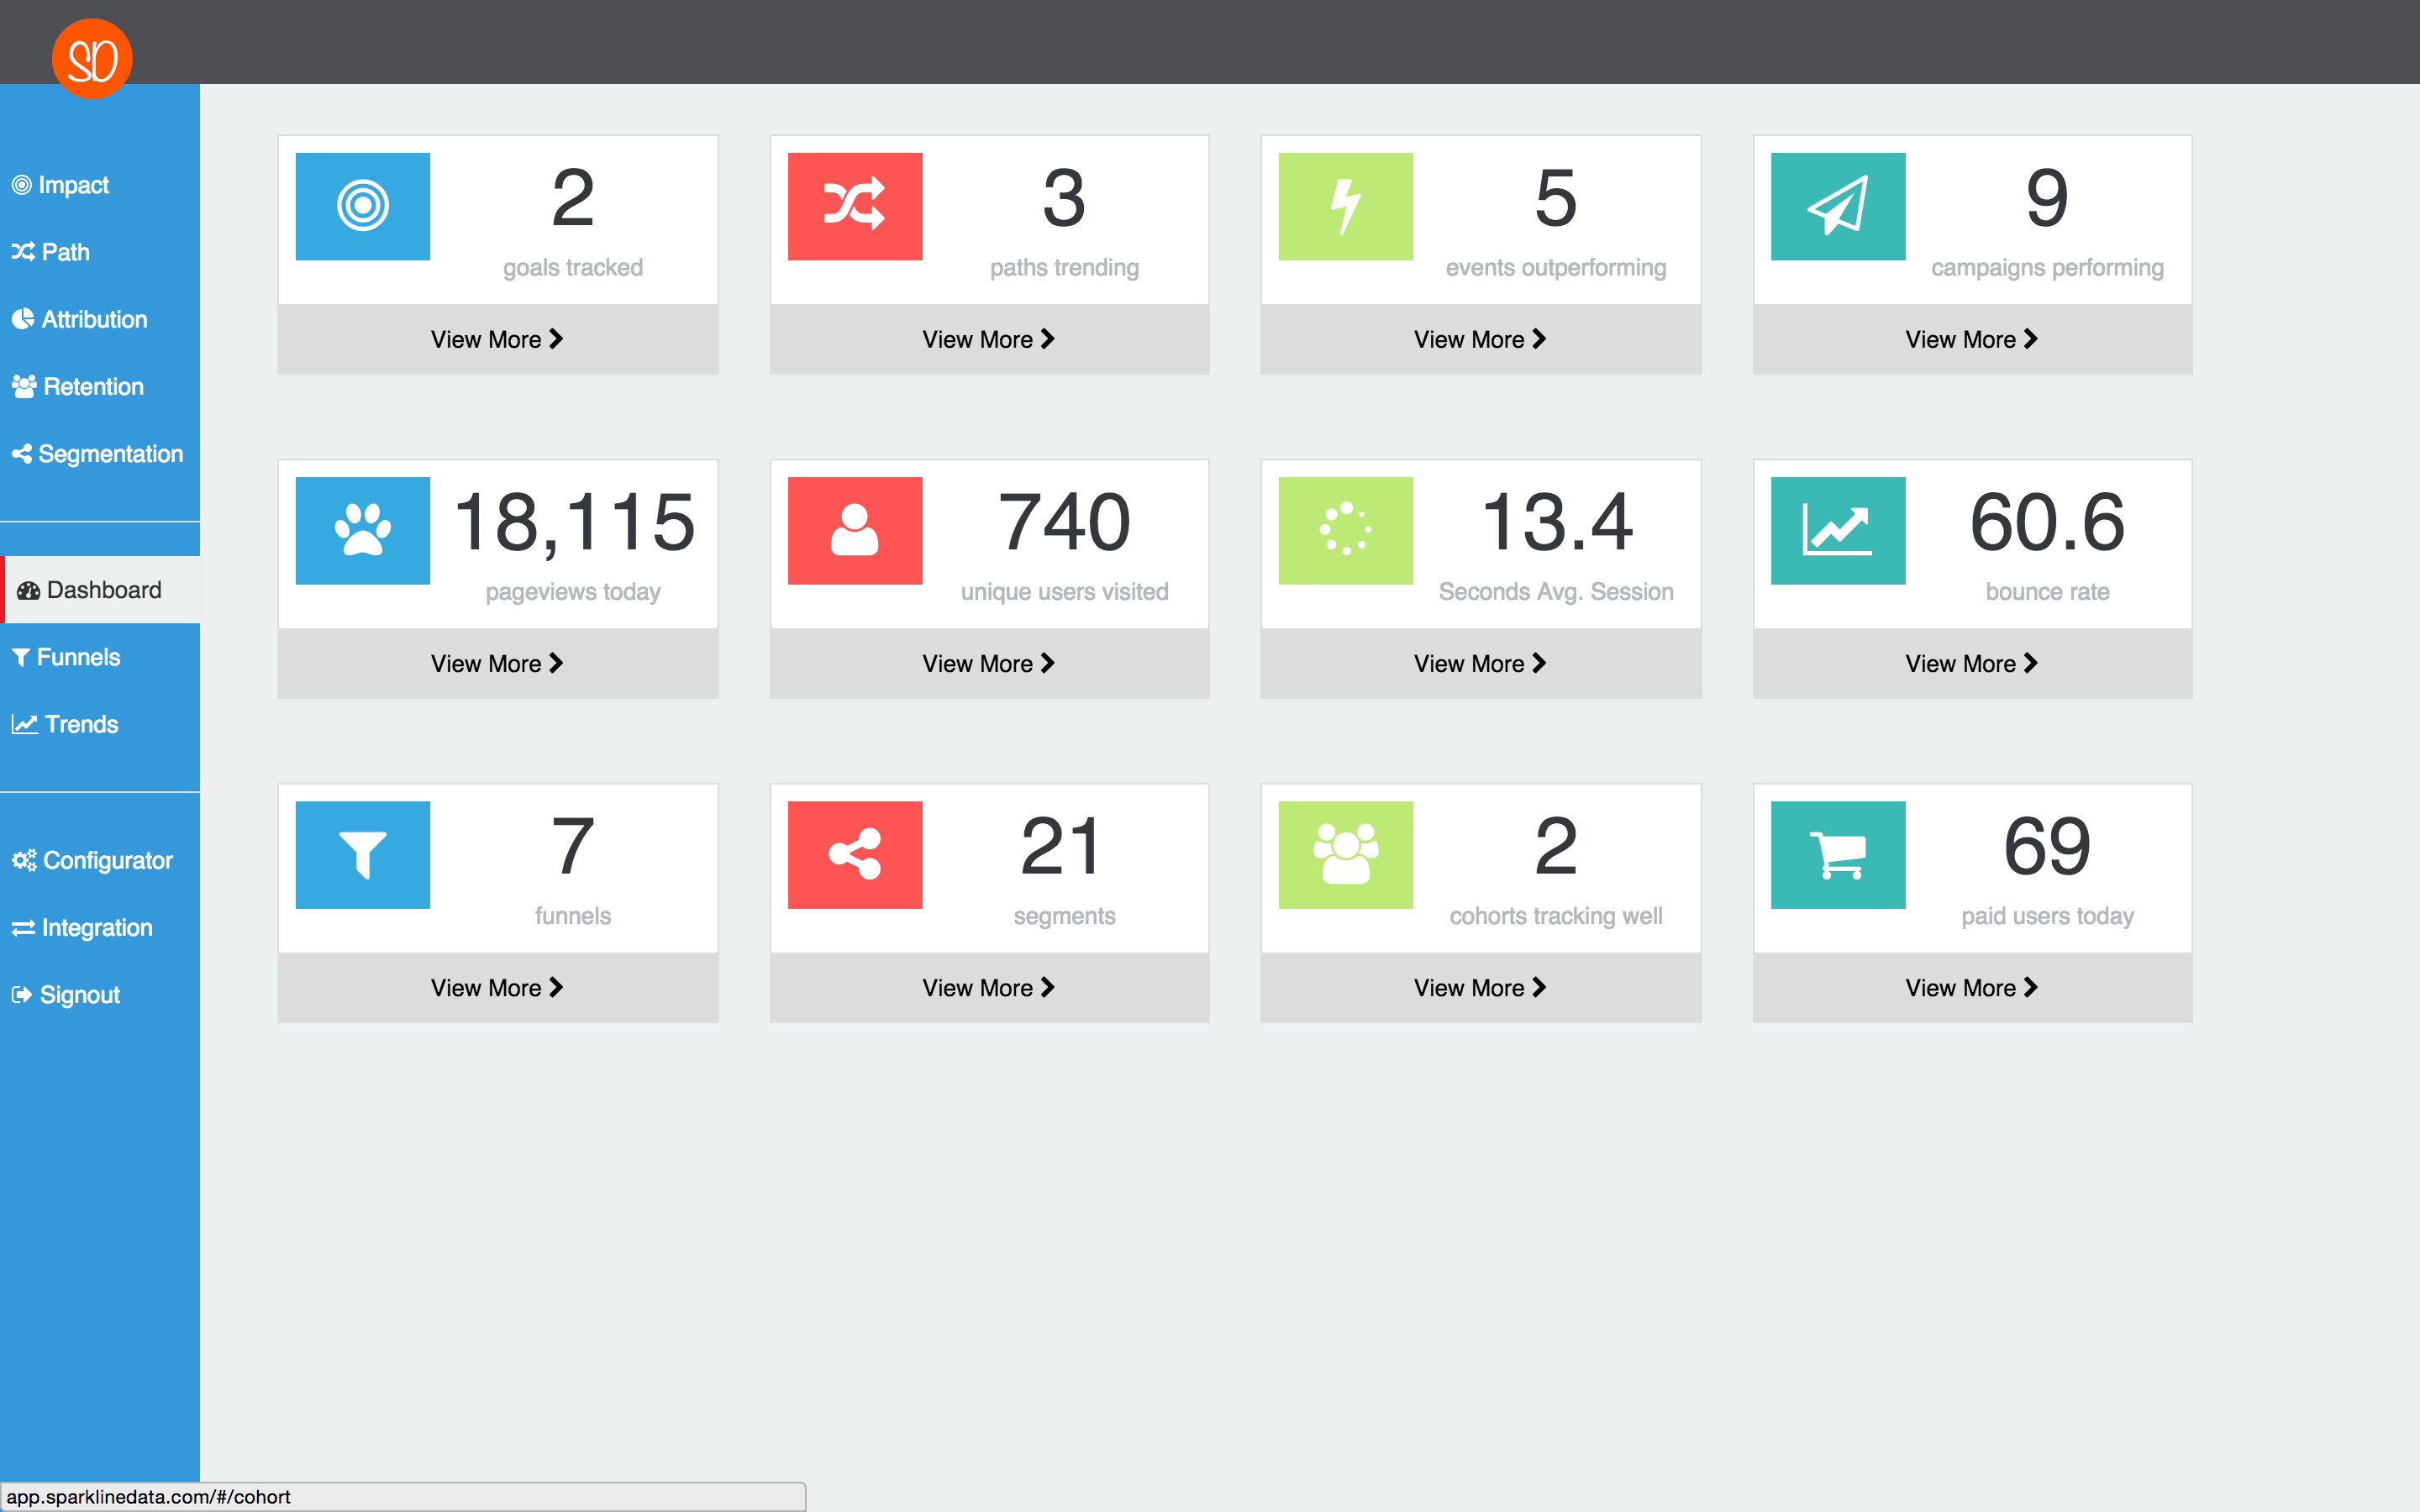 SD
Impact
Path
Attribution
Retention
Segmentation
Dashboard
Funnels
Trends
Configurator
Integration
Signout
2
goals tracked
View More
3
paths trending
View More
5
events outperforming
View More
9
campaigns performing
View More
18,115
pageviews today
View More
740
unique users visited
View More
13.4
Seconds Avg. Session
View More
60.6
bounce rate
View More
7
funnels
View More
21
segments
View More
2
cohorts tracking well
View More
69
paid users today
View More
app.sparklinedata.com/#/cohort